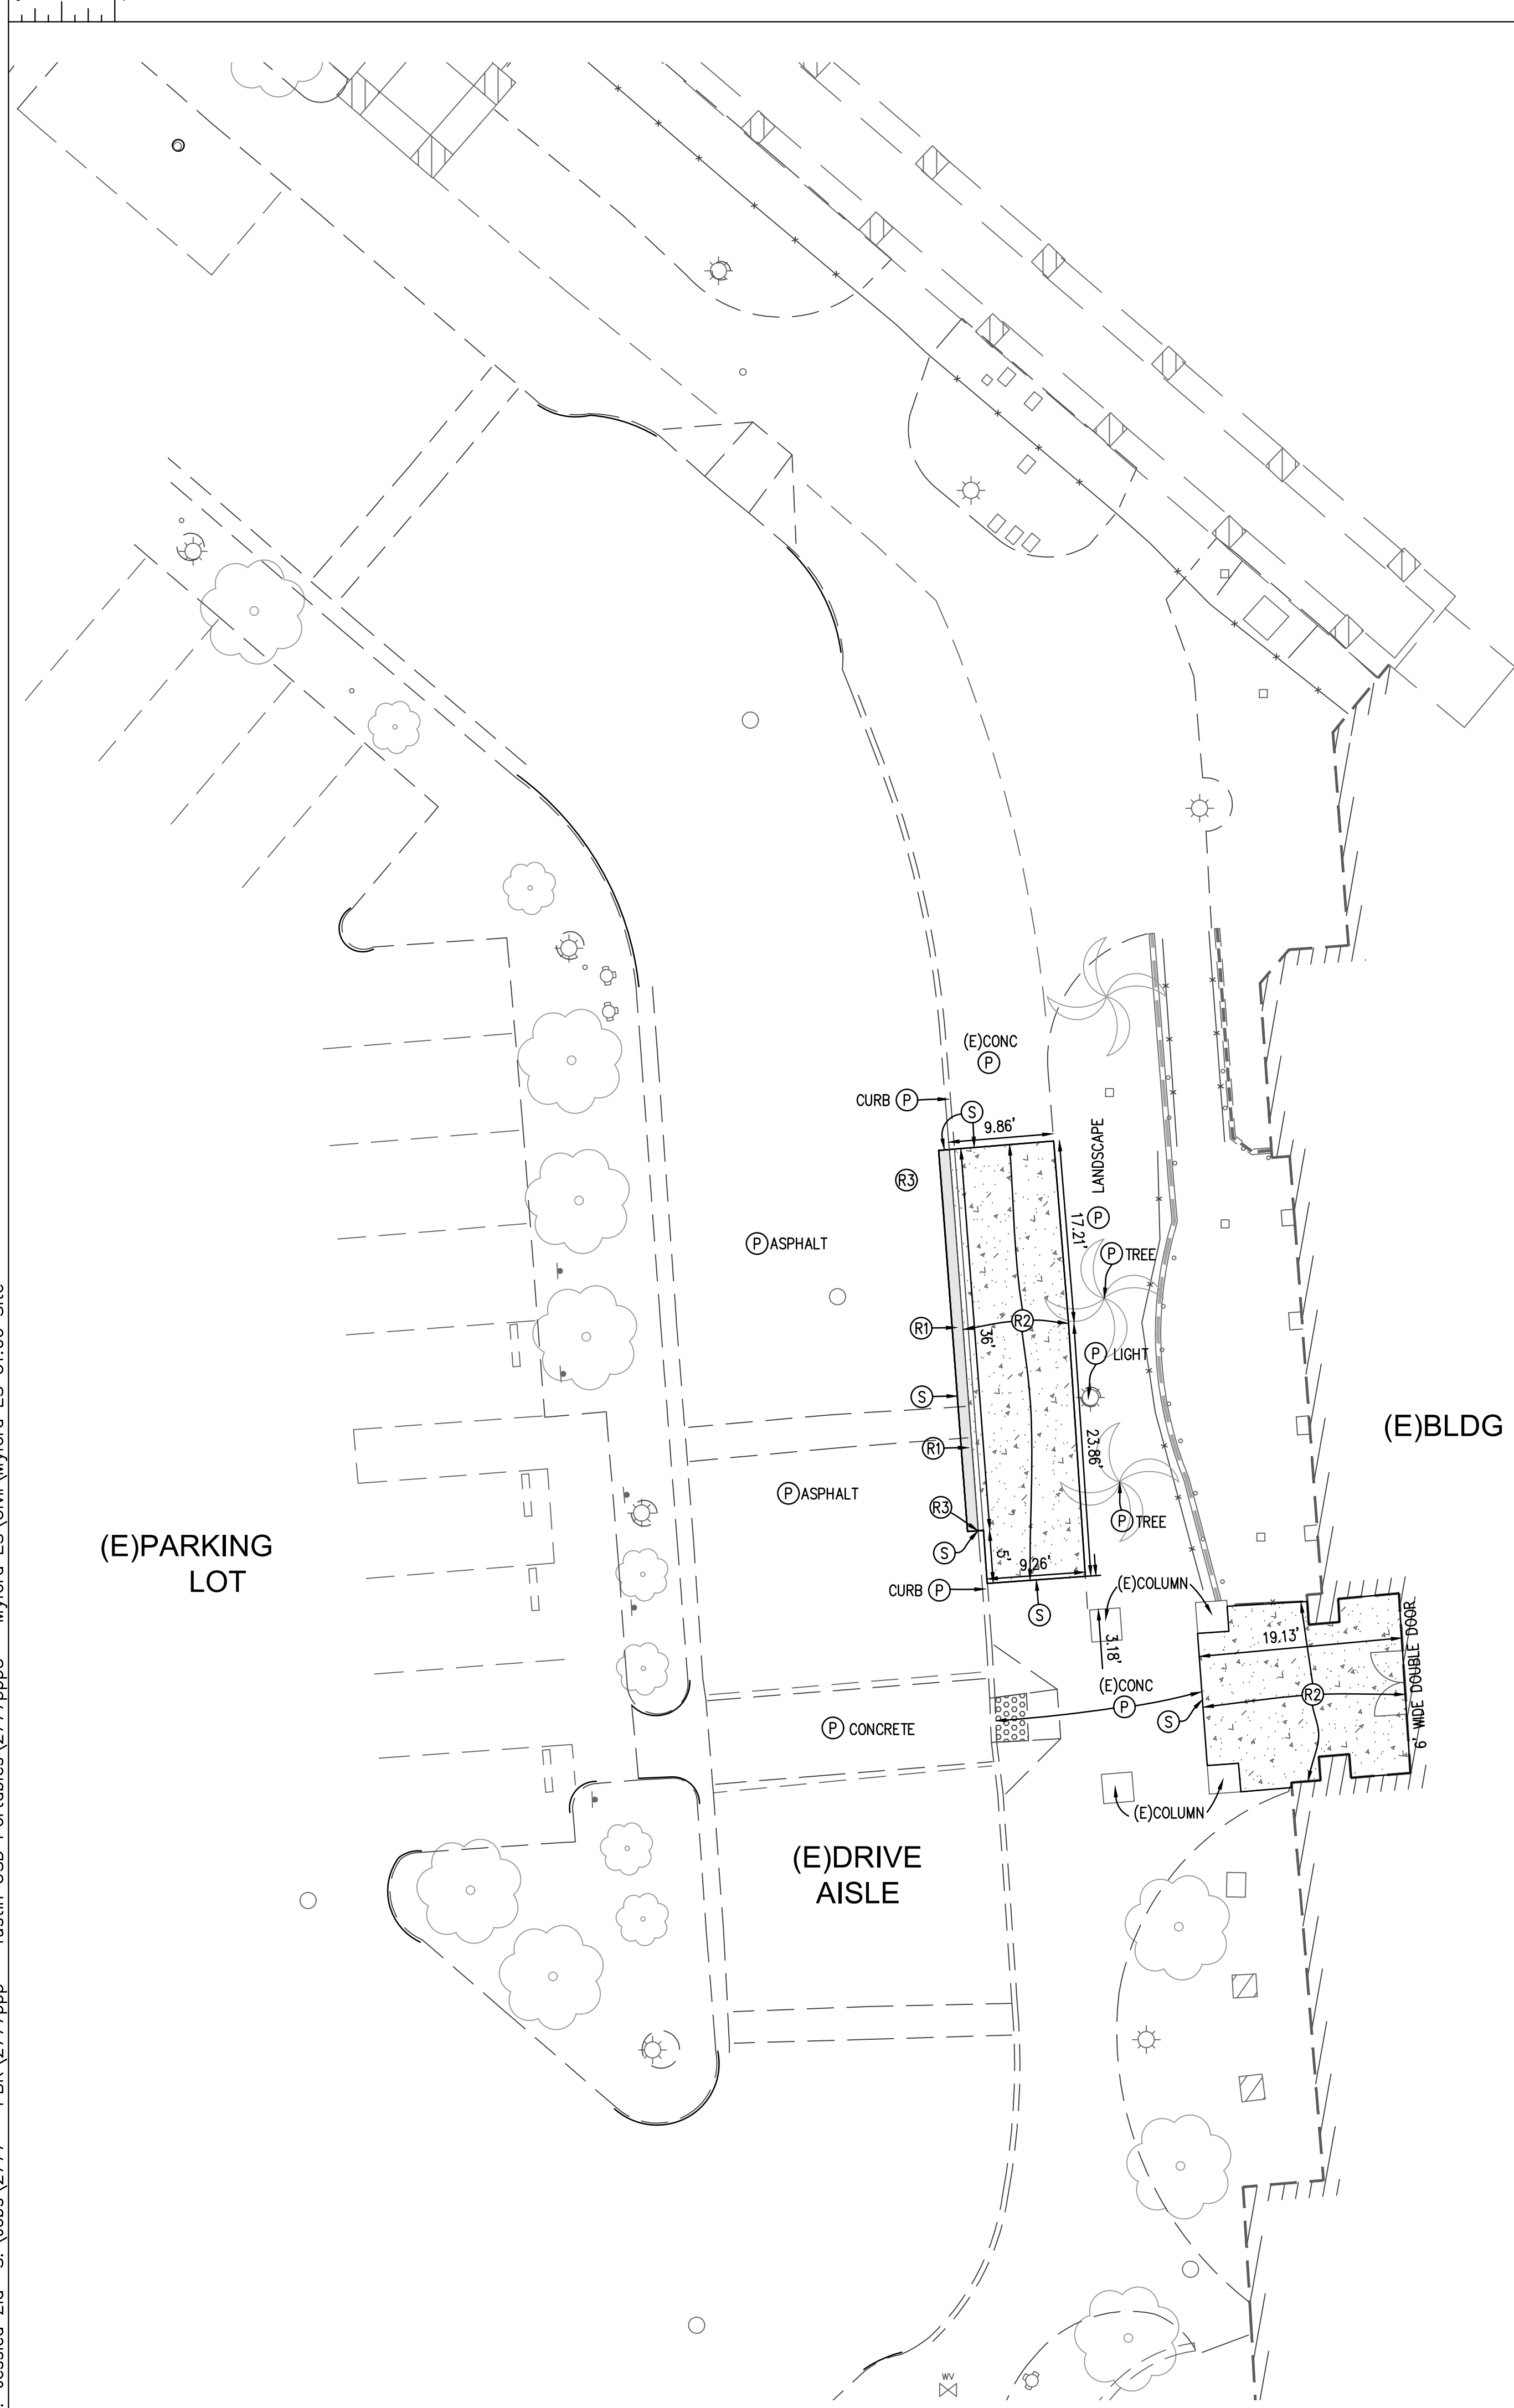 (E)CONC
P
CURB P
S
9.86'
R3
LANDSCAPE
P
17.21'
P ASPHALT
P TREE
R1
R2
36'
P LIGHT
S
(E)BLDG
R1
23.86'
P ASPHALT
R3
P TREE
(E)PARKING
LOT
S
5'
9.26'
CURB P
(E)COLUMN
S
3.18'
19.13'
6' WIDE DOUBLE DOOR
(E)CONC
P
R2
S
P CONCRETE
(E)COLUMN
(E)DRIVE
AISLE
WV